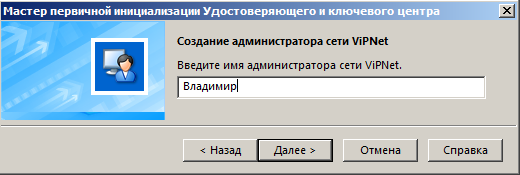 Мастер первичной инициализации Удостоверяющего и ключевого центра
Создание администратора сети ViPNet
Введите имя администратора сети ViPNet.
Владимир
< Назад Далее > Отмена Справка